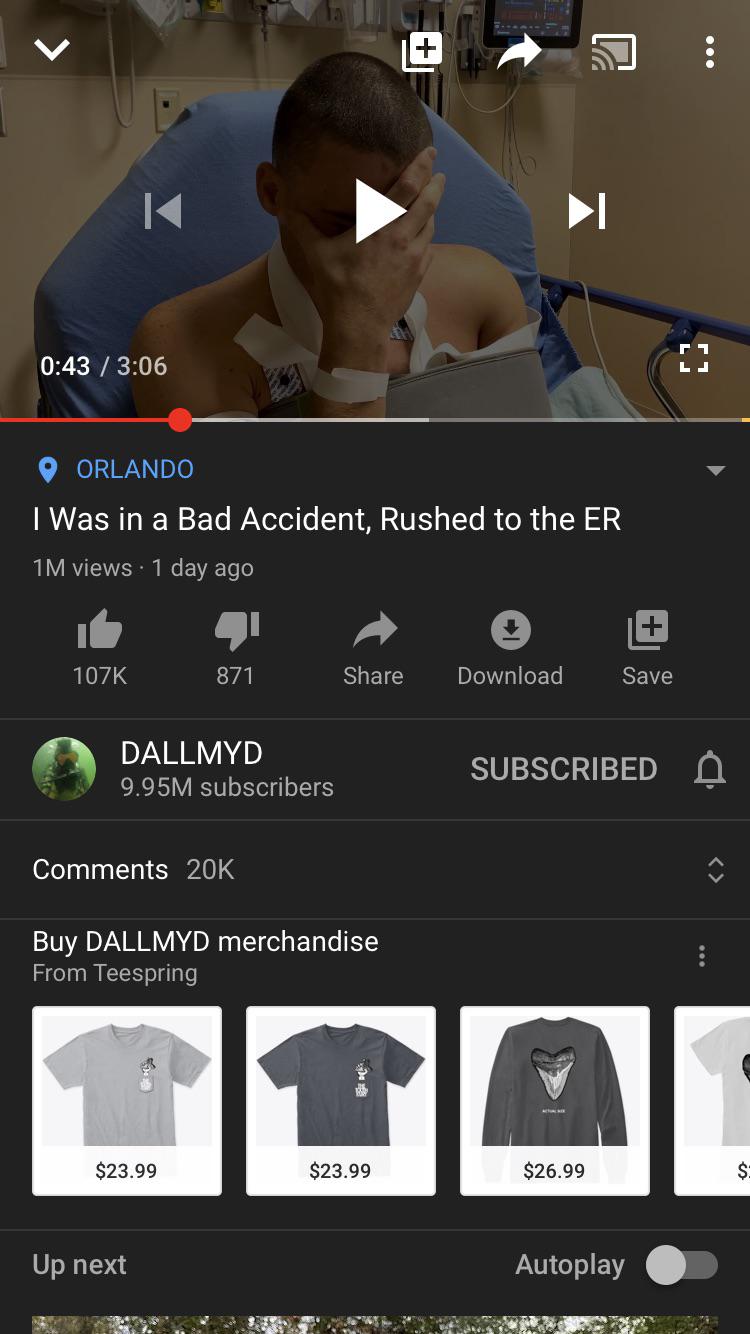 0:43 / 3:06
ORLANDO
I Was in a Bad Accident, Rushed to the ER
1M views · 1 day ago
107K
871
Share
Download
Save
DALLMYD
9.95M subscribers
SUBSCRIBED
Comments 20K
Buy DALLMYD merchandise
From Teespring
ACTUAL SIZE
$23.99
$23.99
$26.99
Up next
Autoplay